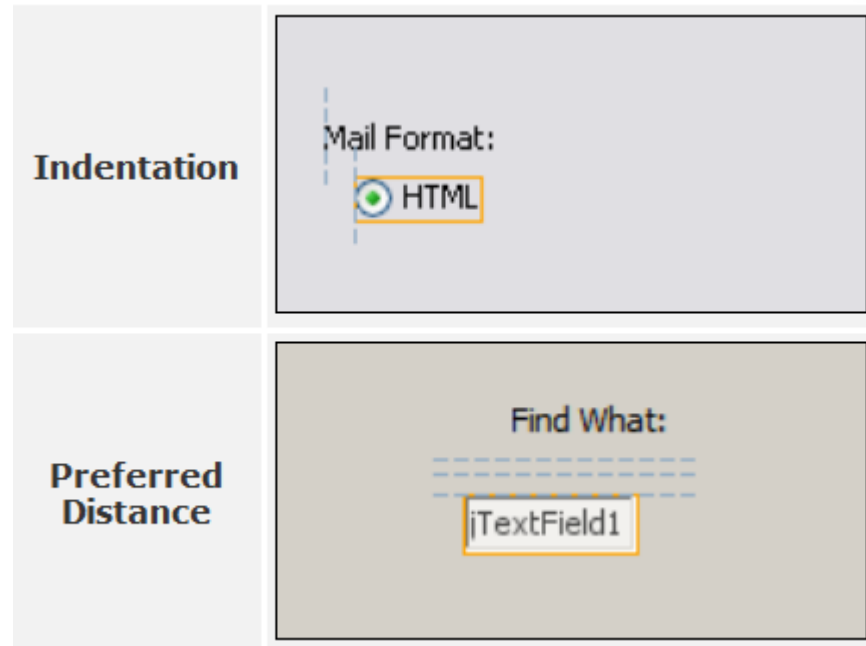 Indentation
Mail Format:
HTML
Preferred
Distance
Find What:
jTextField1